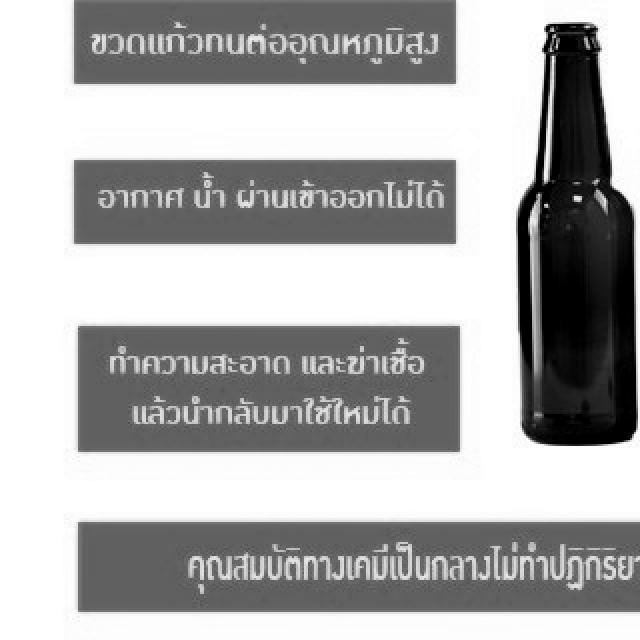 ขวดแก้วทนต่ออุณหภูมิสูง
อากาศ น้ำ ผ่านเข้าออกไม่ได้
ทำความสะอาด และฆ่าเชื้อ
แล้วนำกลับมาใช้ใหม่ได้
คุณสมบัติทางเคมีเป็นกลางไม่ทำปฏิกิริยา